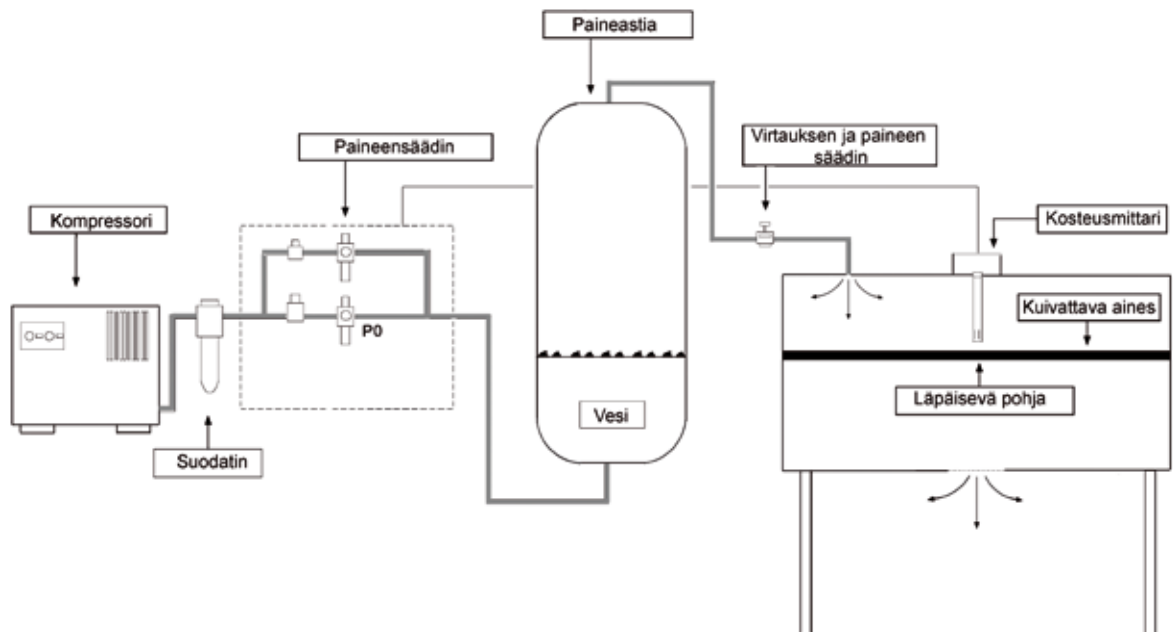 Paineastia
Paineensäädin
Virtauksen ja paineen
säädin
Kompressori
Kosteusmittari
Kuivattava aines
P0
Läpäisevä pohja
Vesi
Suodatin